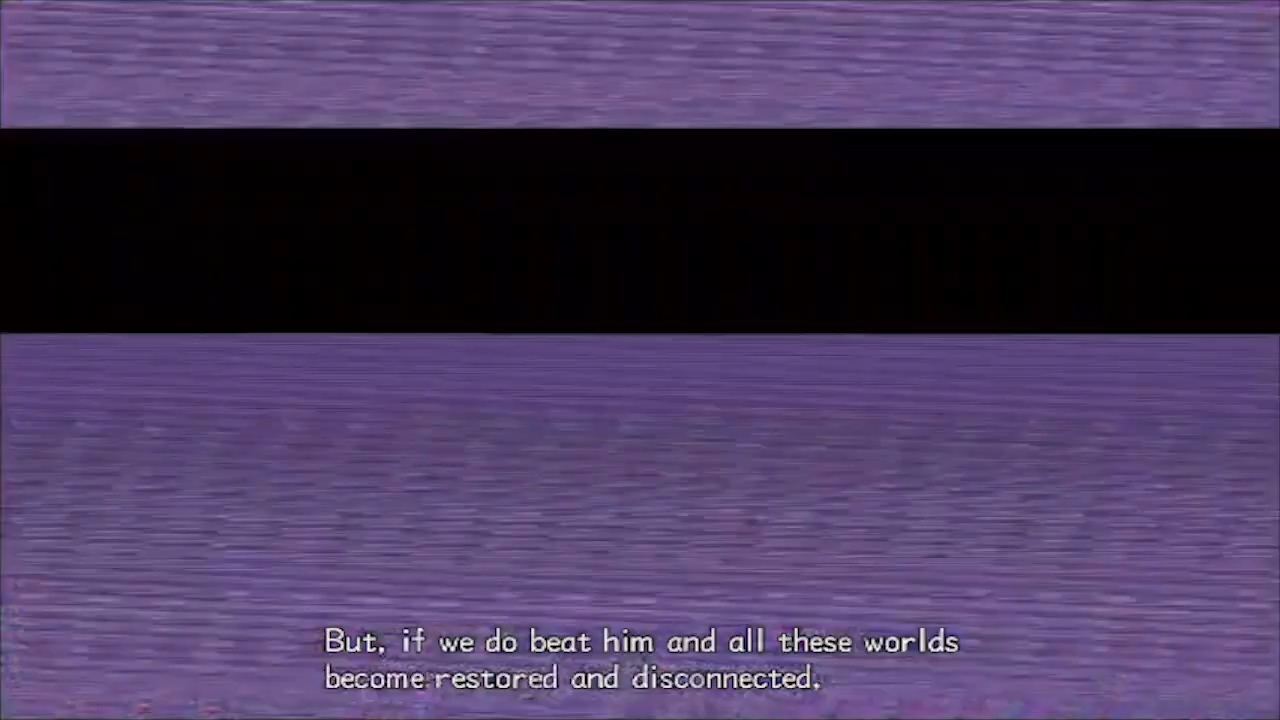 But, if we do beat him and all these worlds
become restored and disconnected,